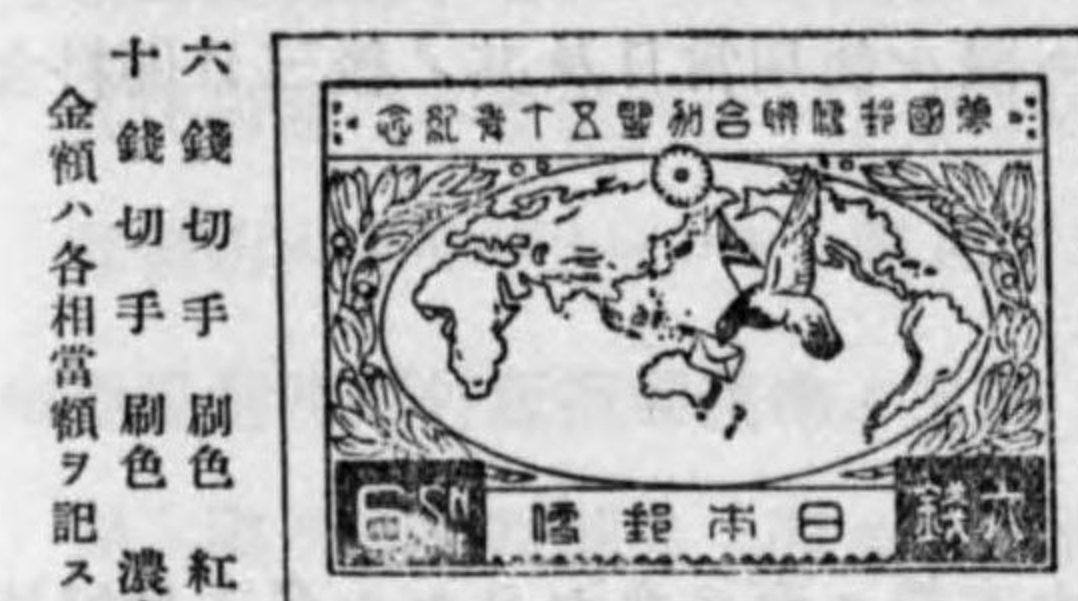 萬國郵便聯合加盟五十年紀念
六錢
日本郵便
6 SN
六錢切手 刷色 紅
十錢切手 刷色 濃
金額ハ各相當額ヲ記ス